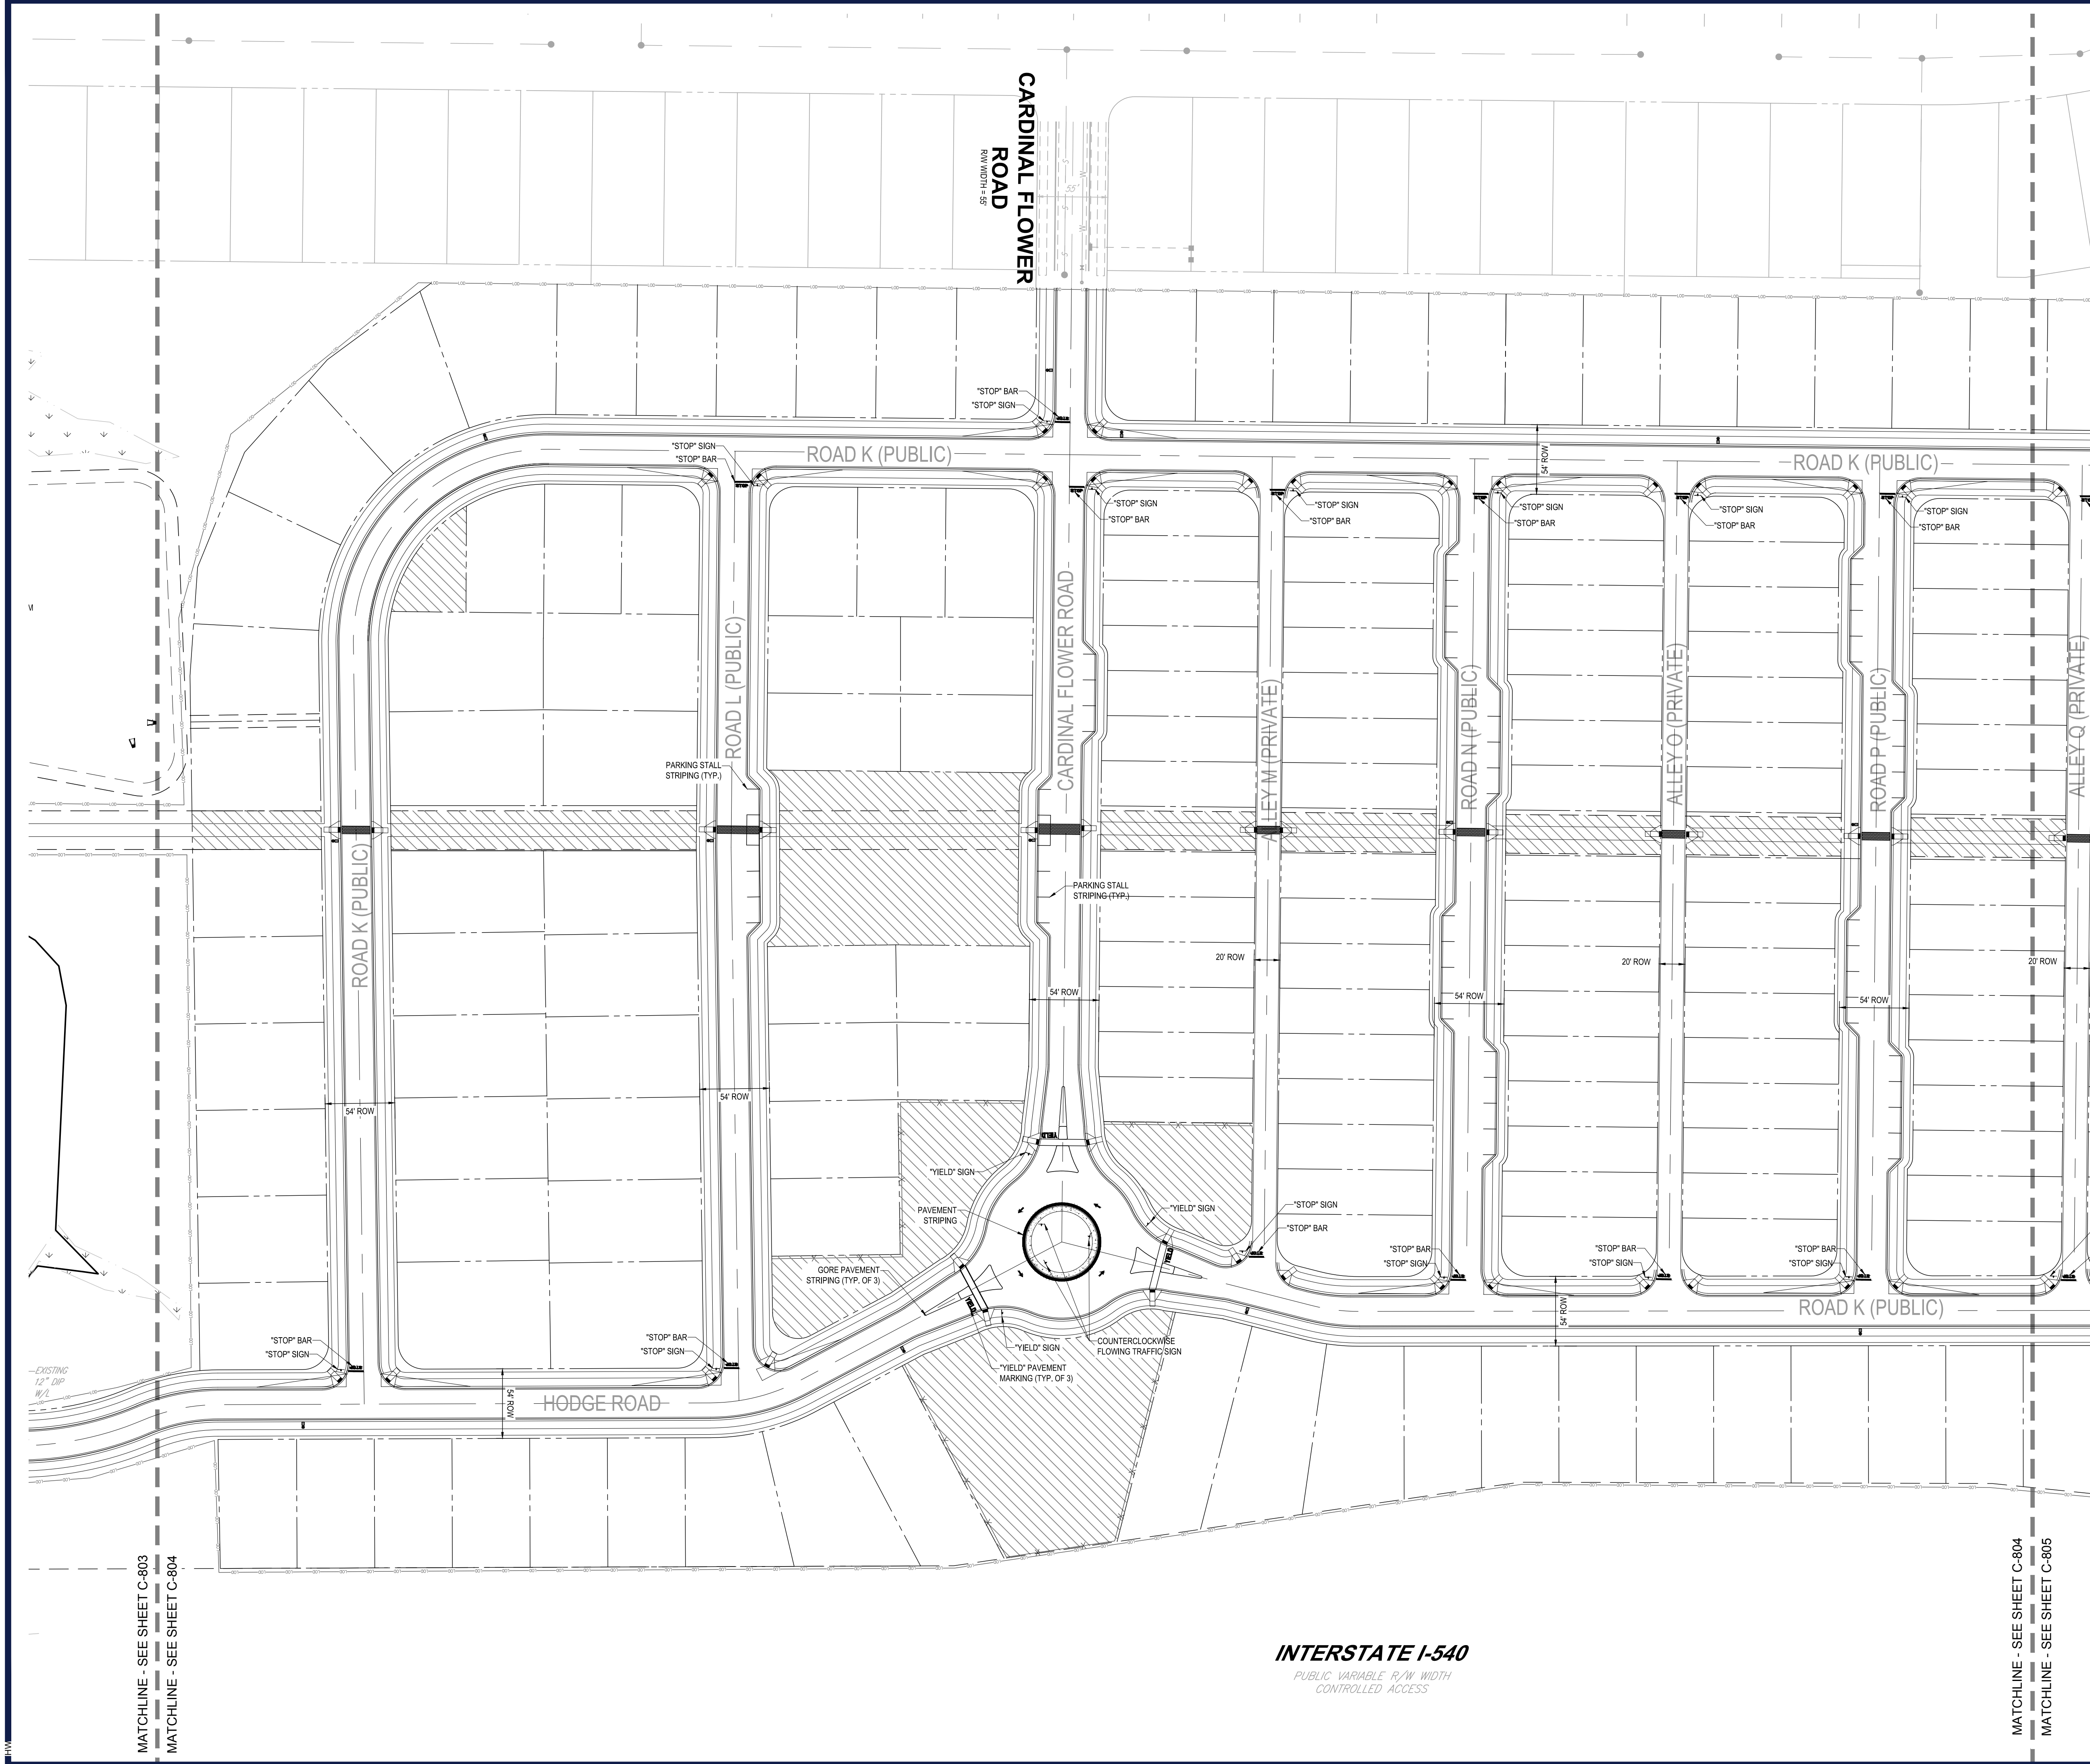 CARDINAL FLOWER
ROAD
R/W WIDTH = 55'
55'
"STOP" BAR
"STOP" SIGN
"STOP" SIGN
"STOP" BAR
ROAD K (PUBLIC)
54' ROW
ROAD K (PUBLIC)
"STOP" SIGN
"STOP" BAR
"STOP" SIGN
"STOP" BAR
"STOP" SIGN
"STOP" BAR
"STOP" SIGN
"STOP" BAR
"STOP" SIGN
"STOP" BAR
ROAD L (PUBLIC)
CARDINAL FLOWER ROAD
ALLEY M (PRIVATE)
ROAD N (PUBLIC)
ALLEY O (PRIVATE)
ROAD P (PUBLIC)
ALLEY Q (PRIVATE)
PARKING STALL
STRIPING (TYP.)
ROAD K (PUBLIC)
PARKING STALL
STRIPING (TYP.)
20' ROW
20' ROW
20' ROW
54' ROW
54' ROW
54' ROW
54' ROW
54' ROW
YIELD
"YIELD" SIGN
PAVEMENT
STRIPING
"YIELD" SIGN
"STOP" SIGN
"STOP" BAR
"STOP" BAR
"STOP" SIGN
"STOP" BAR
"STOP" SIGN
"STOP" BAR
"STOP" SIGN
YIELD
GORE PAVEMENT
STRIPING (TYP. OF 3)
YIELD
54' ROW
ROAD K (PUBLIC)
"STOP" BAR
"STOP" SIGN
"STOP" BAR
"STOP" SIGN
COUNTERCLOCKWISE
FLOWING TRAFFIC SIGN
"YIELD" SIGN
"YIELD" PAVEMENT
MARKING (TYP. OF 3)
EXISTING
12" DIP
W/L
54' ROW
HODGE ROAD
MATCHLINE - SEE SHEET C-803
MATCHLINE - SEE SHEET C-804
INTERSTATE I-540
PUBLIC VARIABLE R/W WIDTH
CONTROLLED ACCESS
MATCHLINE - SEE SHEET C-804
MATCHLINE - SEE SHEET C-805